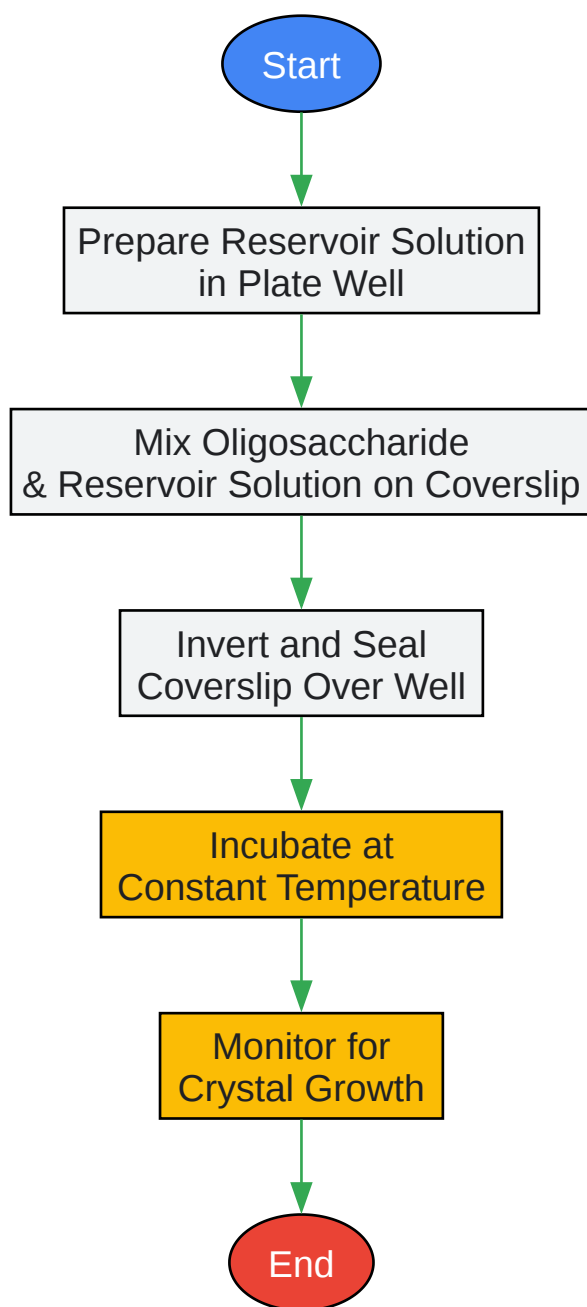 Start
Prepare Reservoir Solution
in Plate Well
Mix Oligosaccharide
& Reservoir Solution on Coverslip
Invert and Seal
Coverslip Over Well
Incubate at
Constant Temperature
Monitor for
Crystal Growth
End